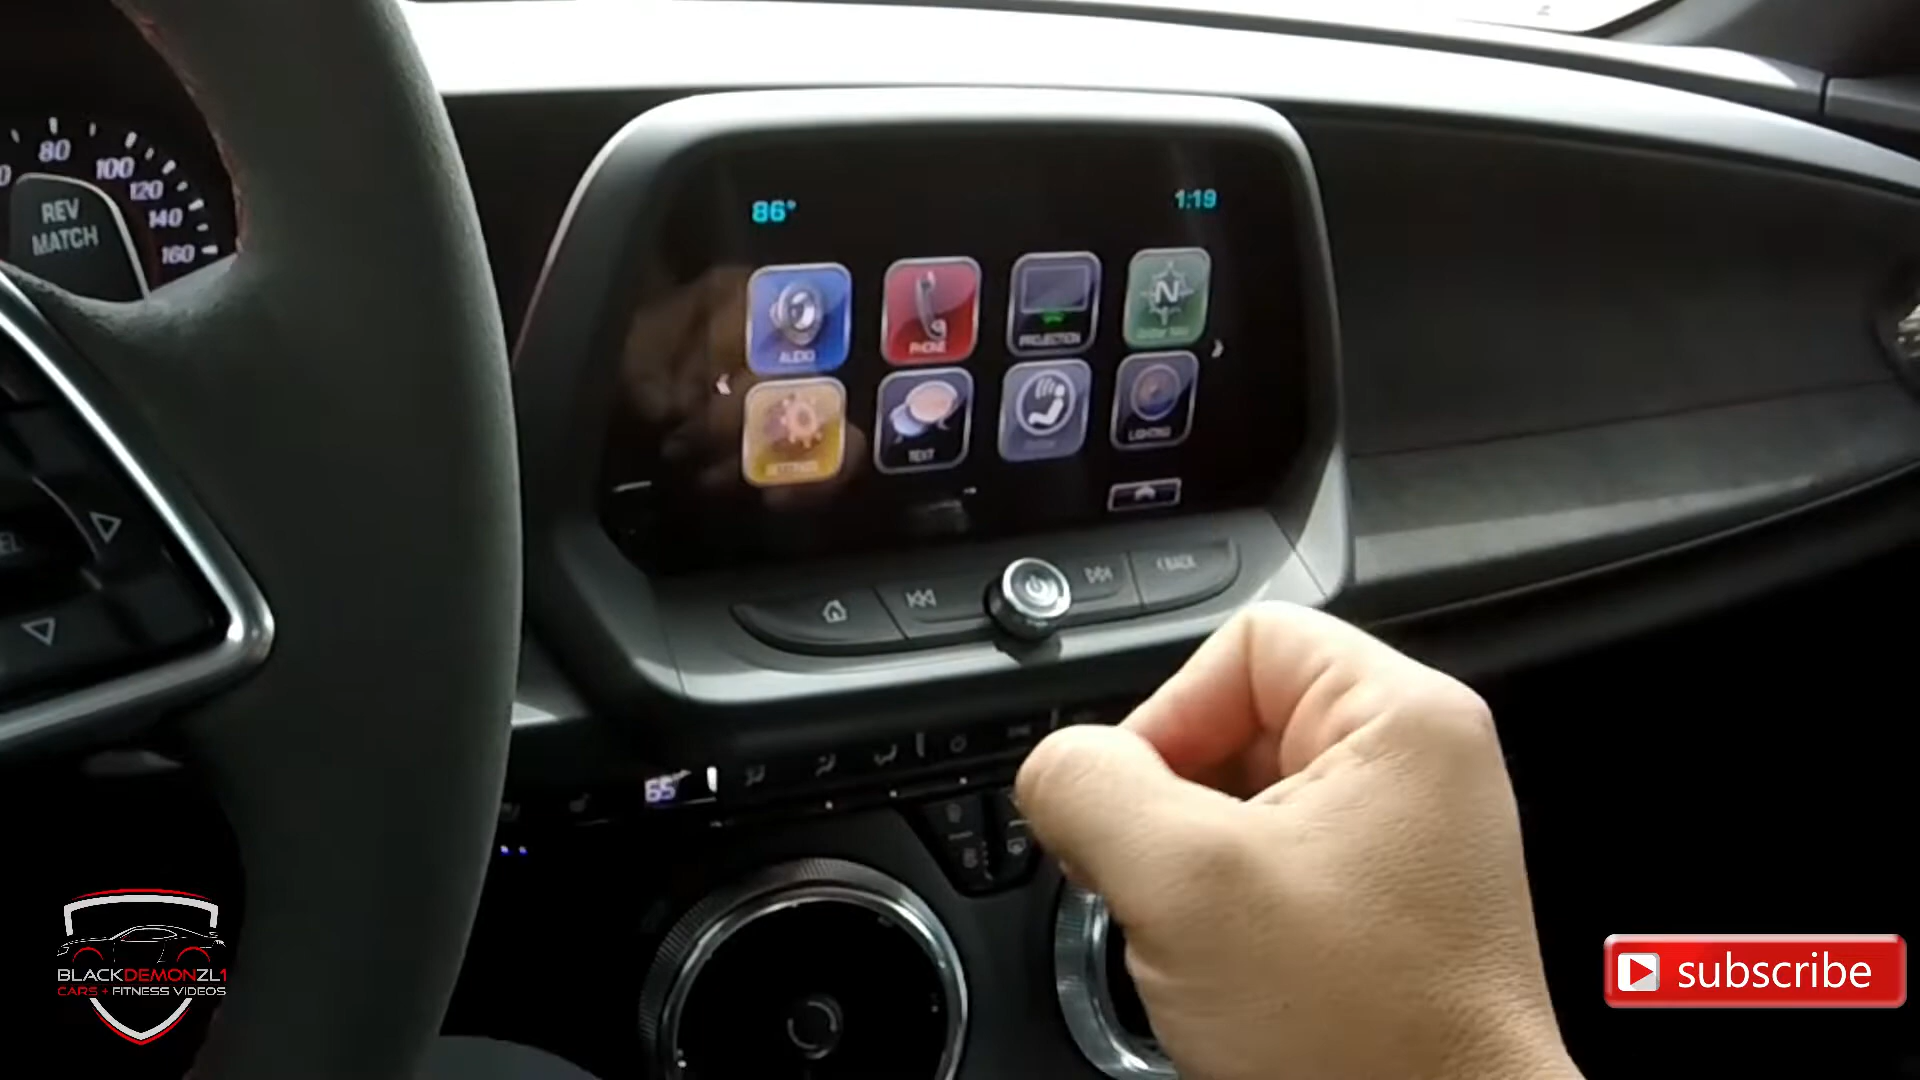 80
100
120
140
160
REV
MATCH
86°
1:19
AUDIO
PHONE
PROJECTION
N
SETTINGS
TEXT
LIGHTING
< BACK
65°
BLACKDEMONZL1
CARS + FITNESS VIDEOS
subscribe